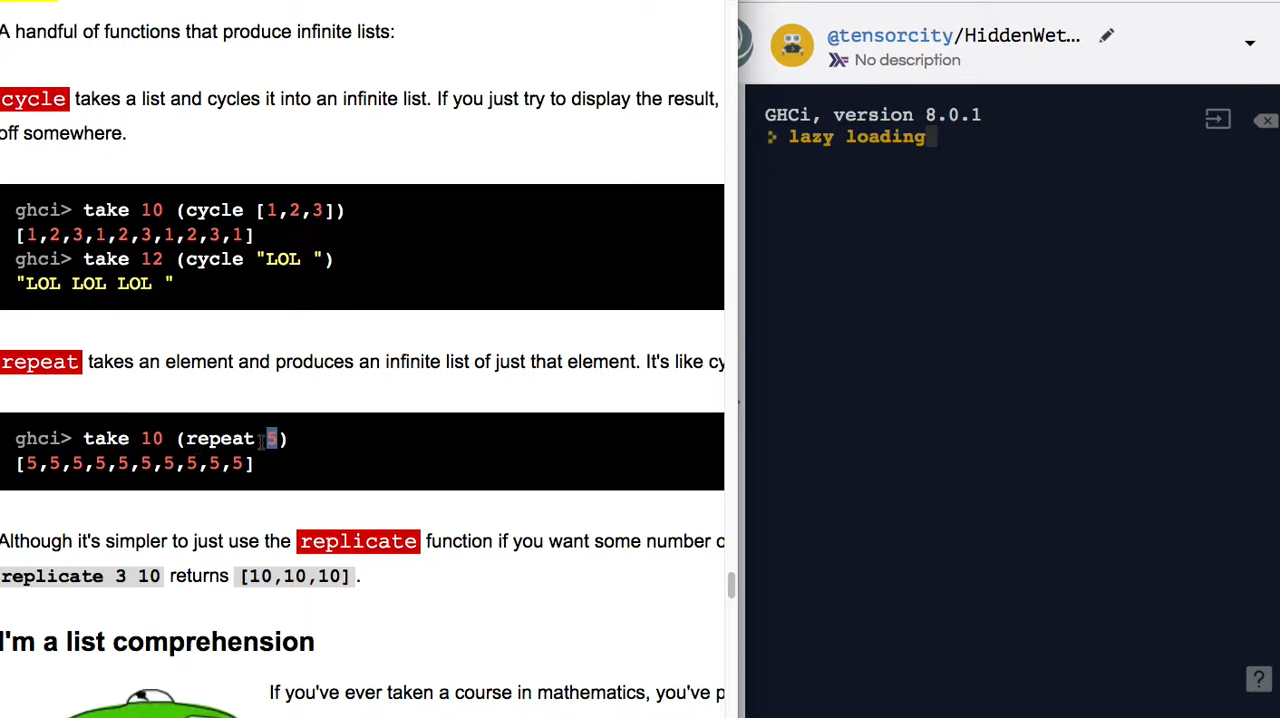 A handful of functions that produce infinite lists:
cycle takes a list and cycles it into an infinite list. If you just try to display the result,
off somewhere.
ghci> take 10 (cycle [1,2,3])
[1,2,3,1,2,3,1,2,3,1]
ghci> take 12 (cycle "LOL ")
"LOL LOL LOL "
repeat takes an element and produces an infinite list of just that element. It's like cy
ghci> take 10 (repeat 5)
[5,5,5,5,5,5,5,5,5,5]
Although it's simpler to just use the replicate function if you want some number o
replicate 3 10 returns [10,10,10].
I'm a list comprehension
If you've ever taken a course in mathematics, you've p
@tensorcity/HiddenWet...
No description
GHCi, version 8.0.1
lazy loading
?